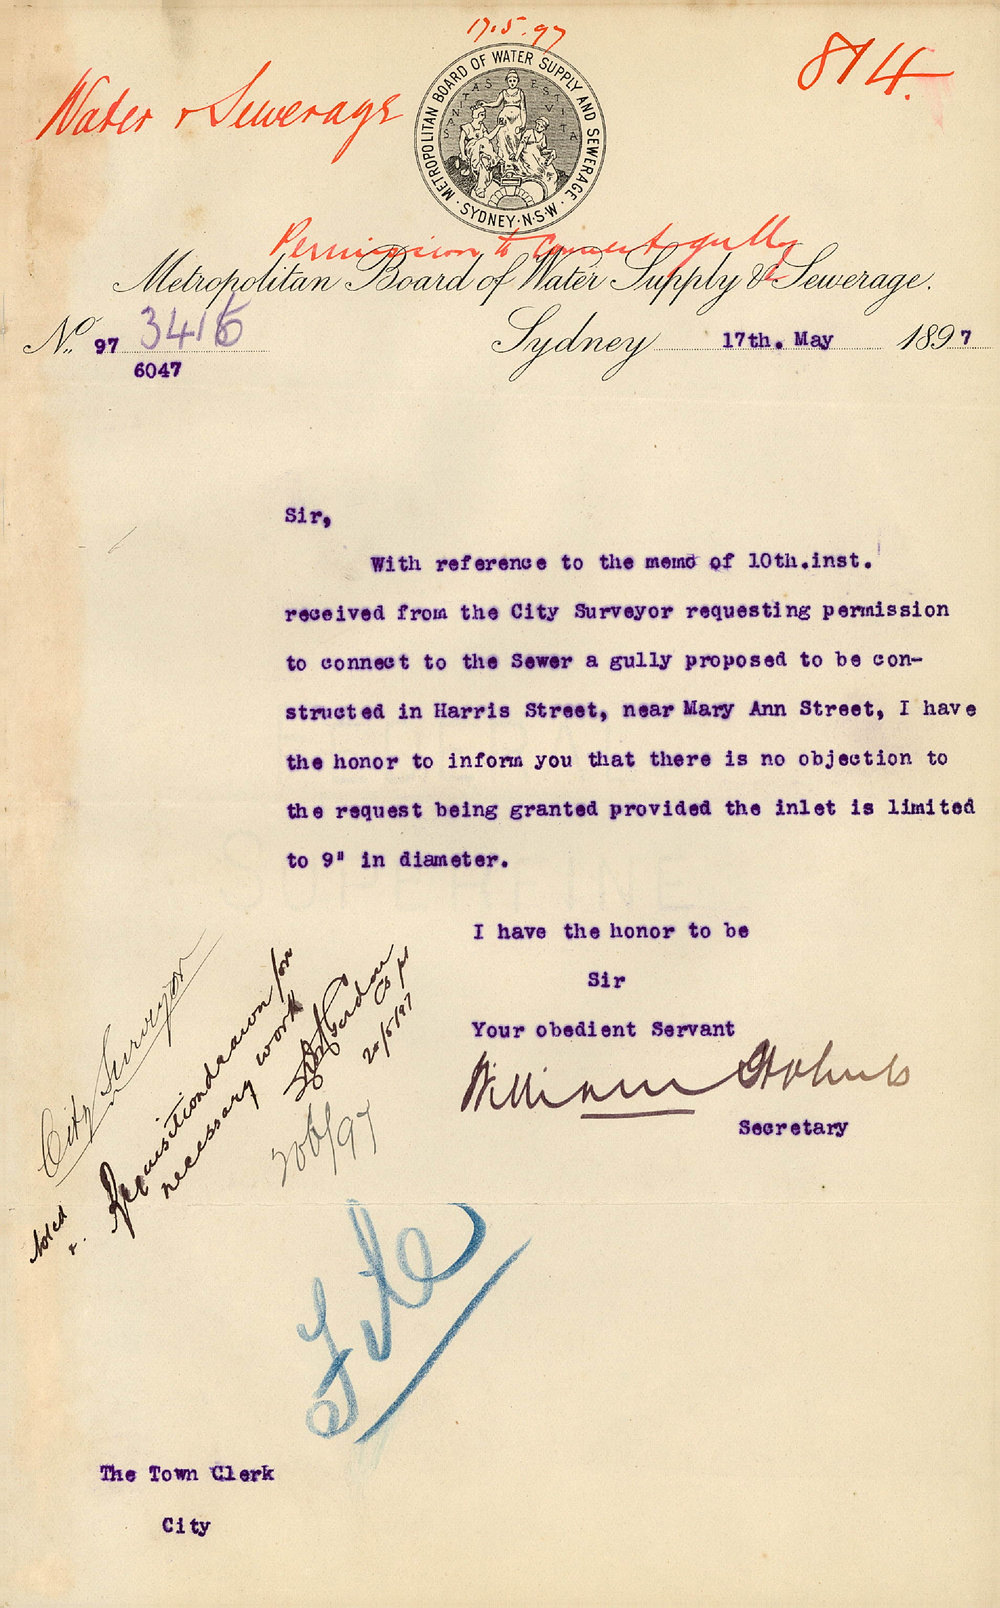 17.5.97
814.
Water & Sewerage
METROPOLITAN BOARD OF WATER SUPPLY AND SEWERAGE.
SANITAS EST VITA
· SYDNEY · N · S · W ·
Permission to Connect gully
Metropolitan Board of Water Supply & Sewerage.
No. 97 3415
6047
Sydney 17th. May 1897
Sir,
With reference to the memo of 10th.inst.
received from the City Surveyor requesting permission
to connect to the Sewer a gully proposed to be con-
structed in Harris Street, near Mary Ann Street, I have
the honor to inform you that there is no objection to
the request being granted provided the inlet is limited
to 9" in diameter.
I have the honor to be
Sir
Your obedient Servant
William
Secretary
City Surveyor
Noted
Requisition drawn for
necessary work
20/5/97
File
The Town Clerk
City
SUPERFINE